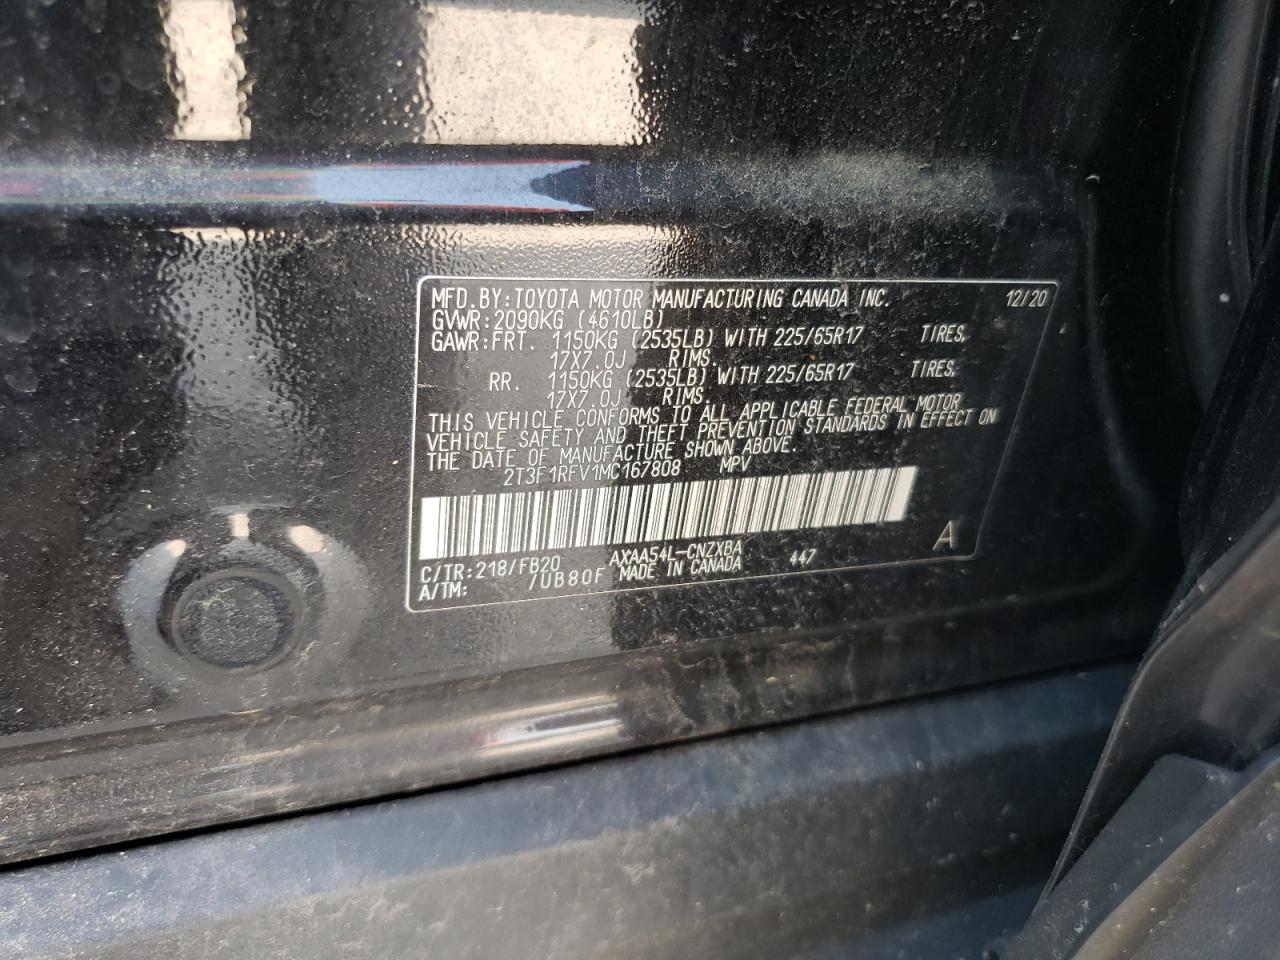 MFD.BY:TOYOTA MOTOR MANUFACTURING CANADA INC. 12/20
GVWR:2090KG (4610LB)
GAWR:FRT. 1150KG (2535LB) WITH 225/65R17 TIRES,
17X7.0J RIMS.
RR. 1150KG (2535LB) WITH 225/65R17 TIRES,
17X7.0J RIMS.
THIS VEHICLE CONFORMS TO ALL APPLICABLE FEDERAL MOTOR
VEHICLE SAFETY AND THEFT PREVENTION STANDARDS IN EFFECT ON
THE DATE OF MANUFACTURE SHOWN ABOVE.
2T3F1RFV1MC167808 MPV
C/TR:218/FB20 AXAA54L-CNZXBA 447 A
A/TM: /UB80F MADE IN CANADA